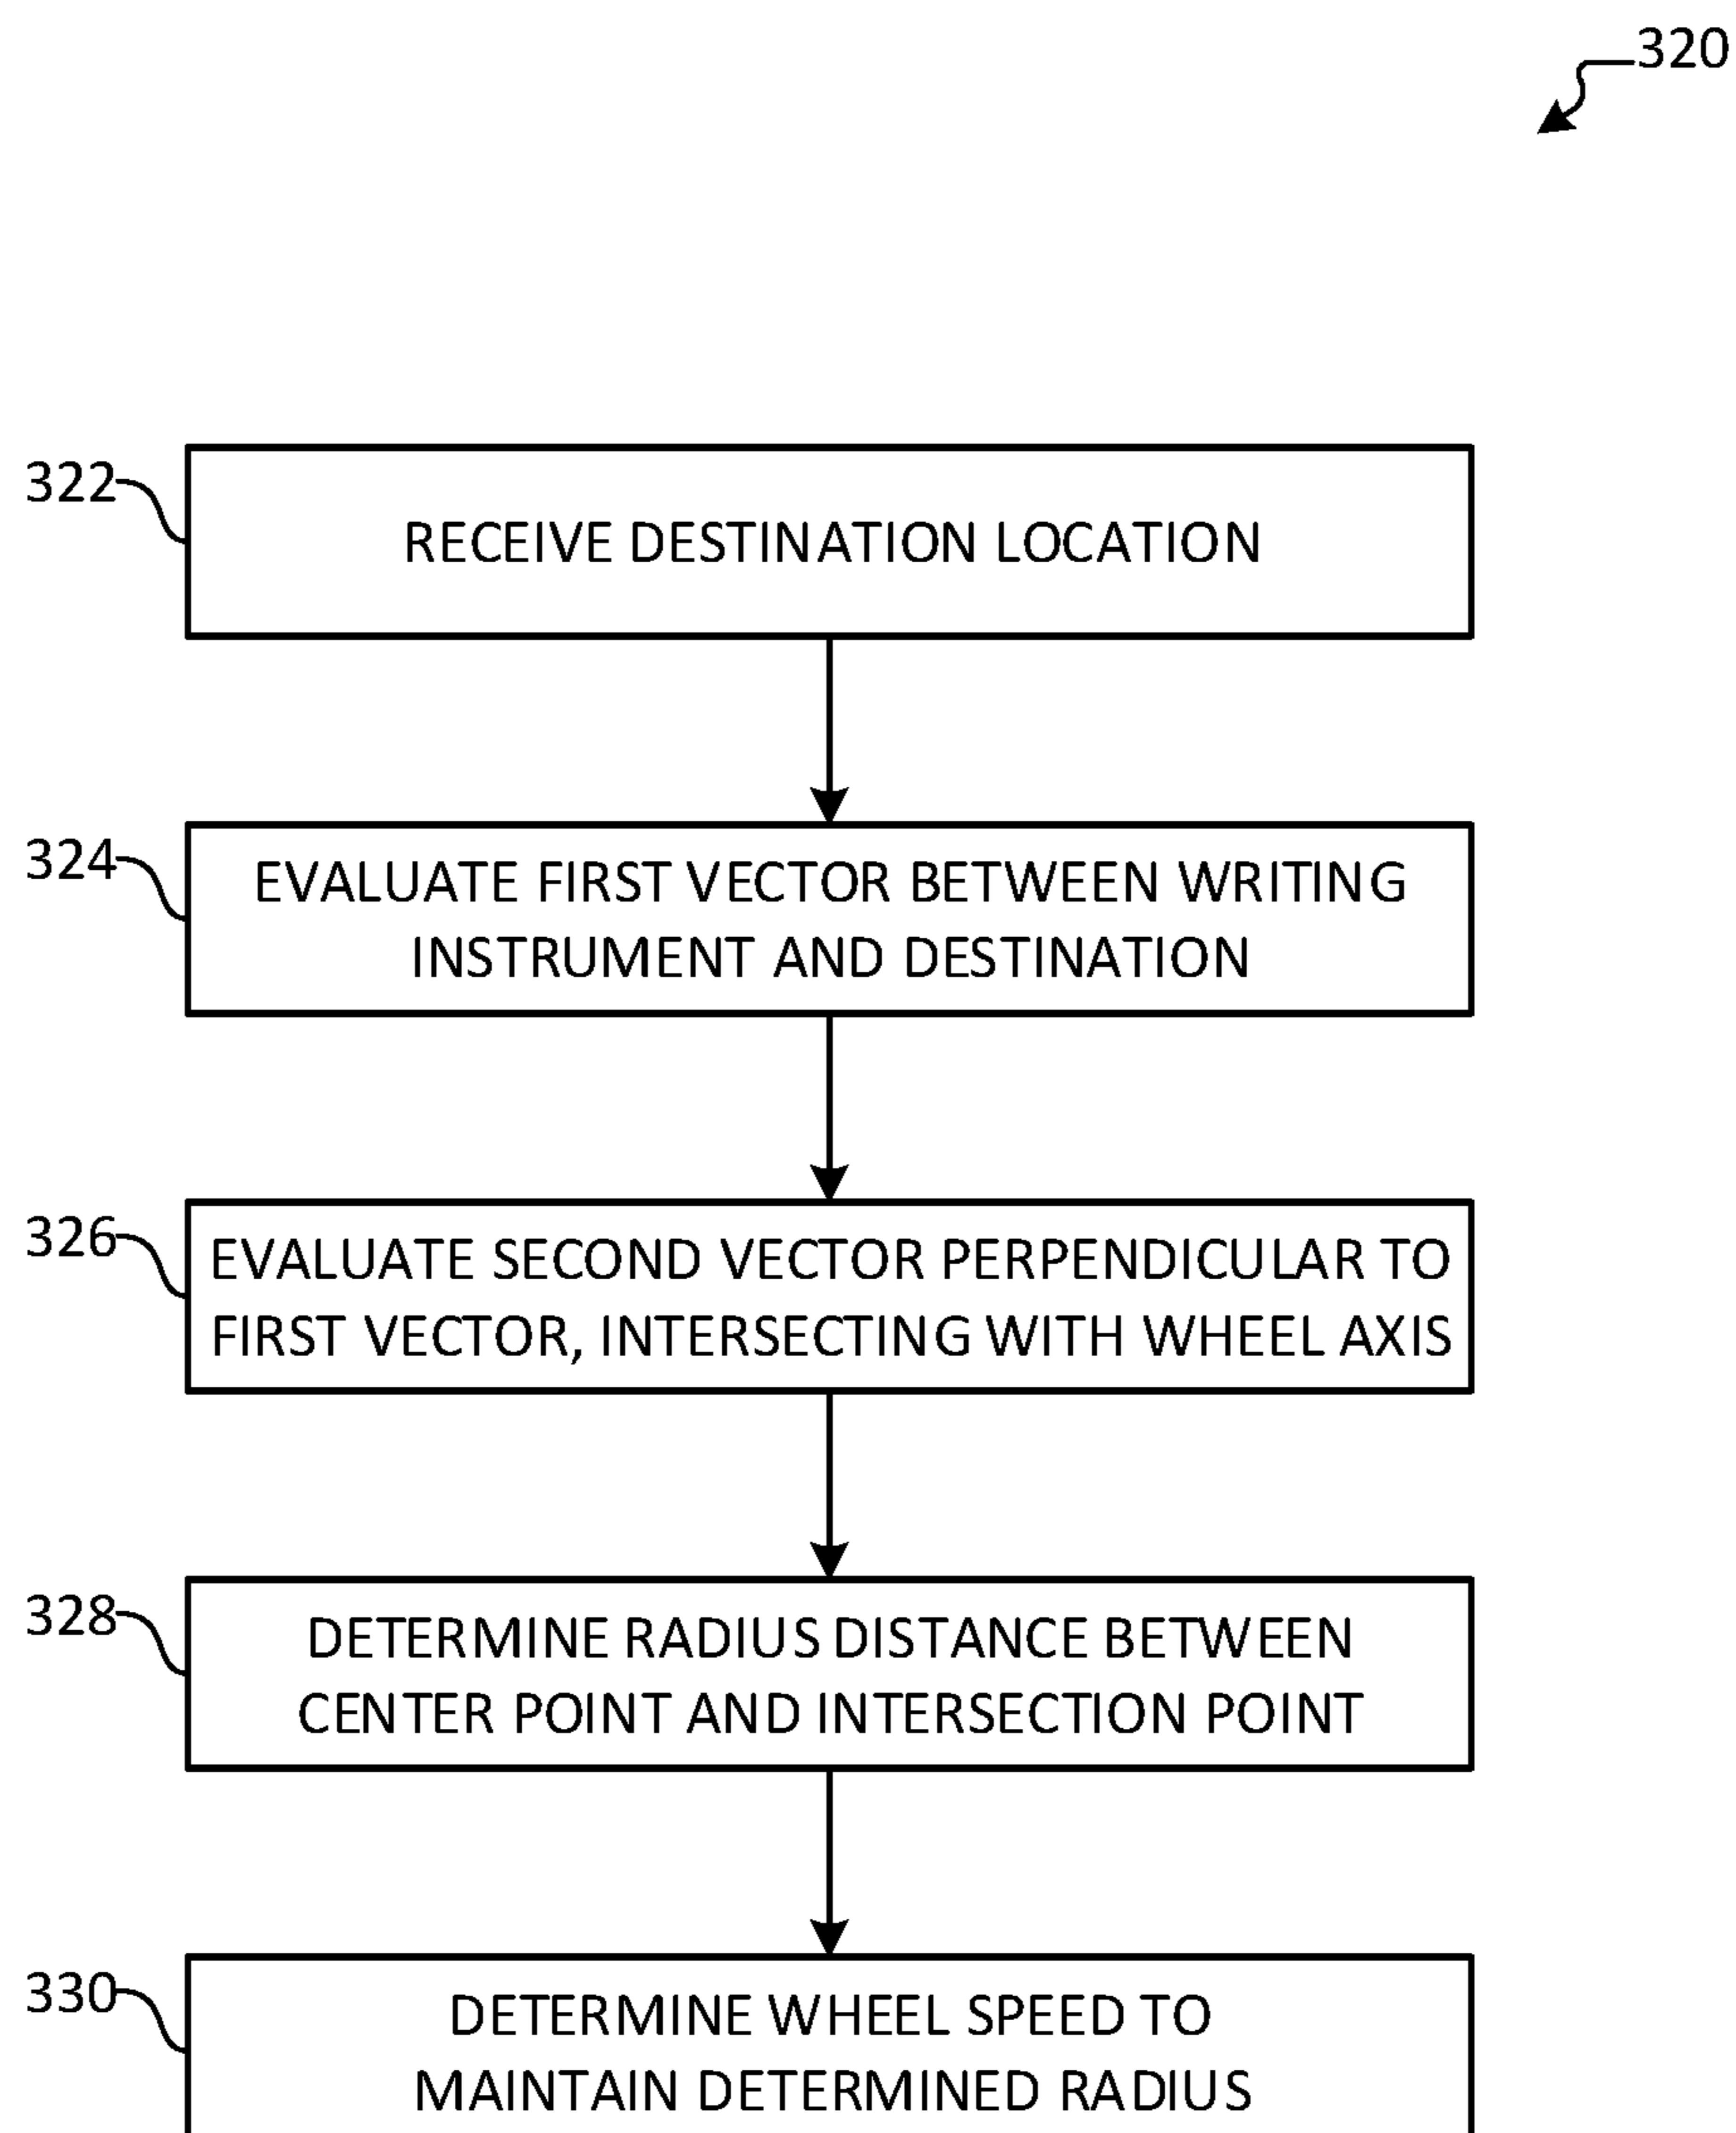 320
322
RECEIVE DESTINATION LOCATION
324
EVALUATE FIRST VECTOR BETWEEN WRITING
INSTRUMENT AND DESTINATION
326
EVALUATE SECOND VECTOR PERPENDICULAR TO
FIRST VECTOR, INTERSECTING WITH WHEEL AXIS
328
DETERMINE RADIUS DISTANCE BETWEEN
CENTER POINT AND INTERSECTION POINT
330
DETERMINE WHEEL SPEED TO
MAINTAIN DETERMINED RADIUS